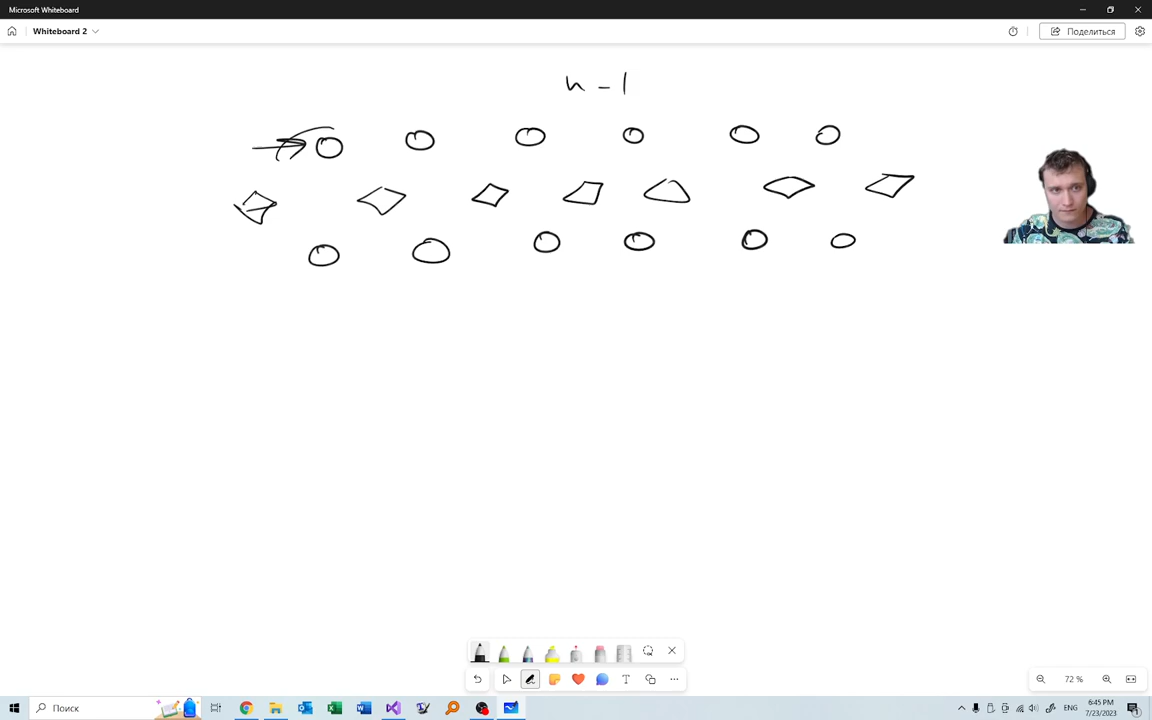 Microsoft Whiteboard
Whiteboard 2
Поделиться
n - 1
72 %
Поиск
ENG
6:45 PM
7/23/2023